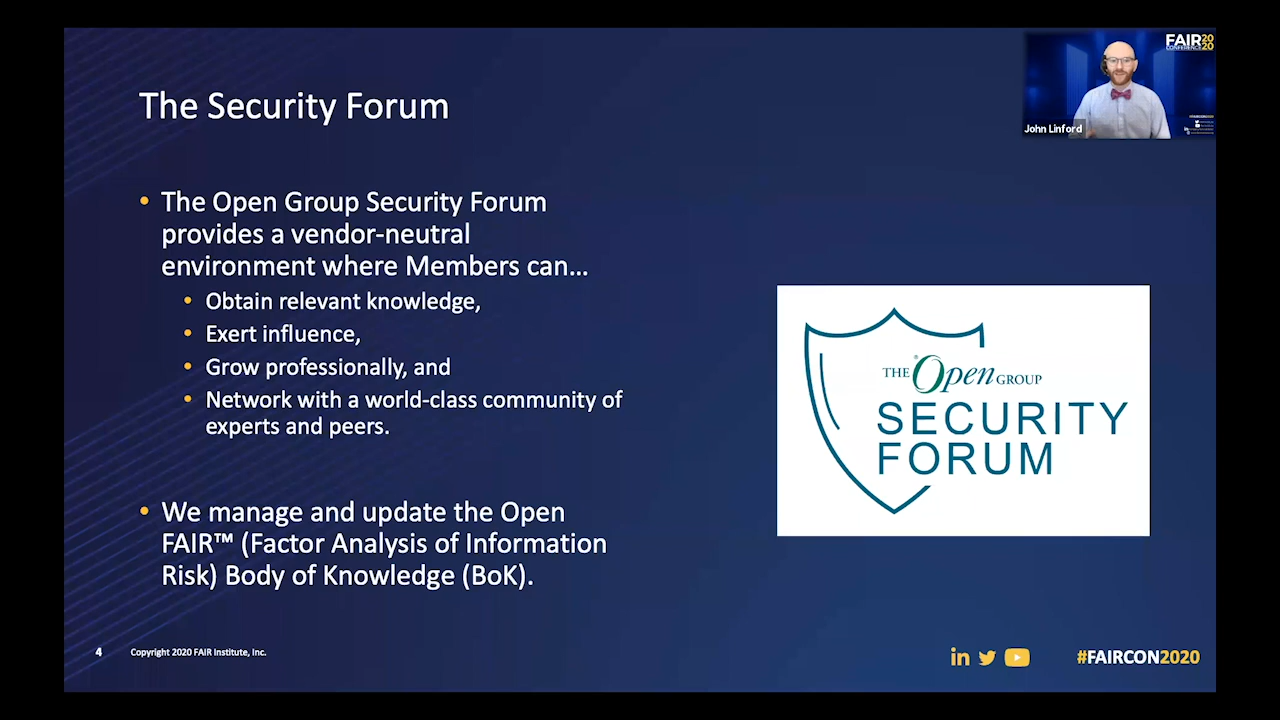 FAIR 20
CONFERENCE 20
John Linford
The Security Forum
• The Open Group Security Forum
provides a vendor-neutral
environment where Members can…
• Obtain relevant knowledge,
• Exert influence,
• Grow professionally, and
• Network with a world-class community of
experts and peers.
• We manage and update the Open
FAIR™ (Factor Analysis of Information
Risk) Body of Knowledge (BoK).
THE Open GROUP
SECURITY
FORUM
4
Copyright 2020 FAIR Institute, Inc.
in
#FAIRCON2020